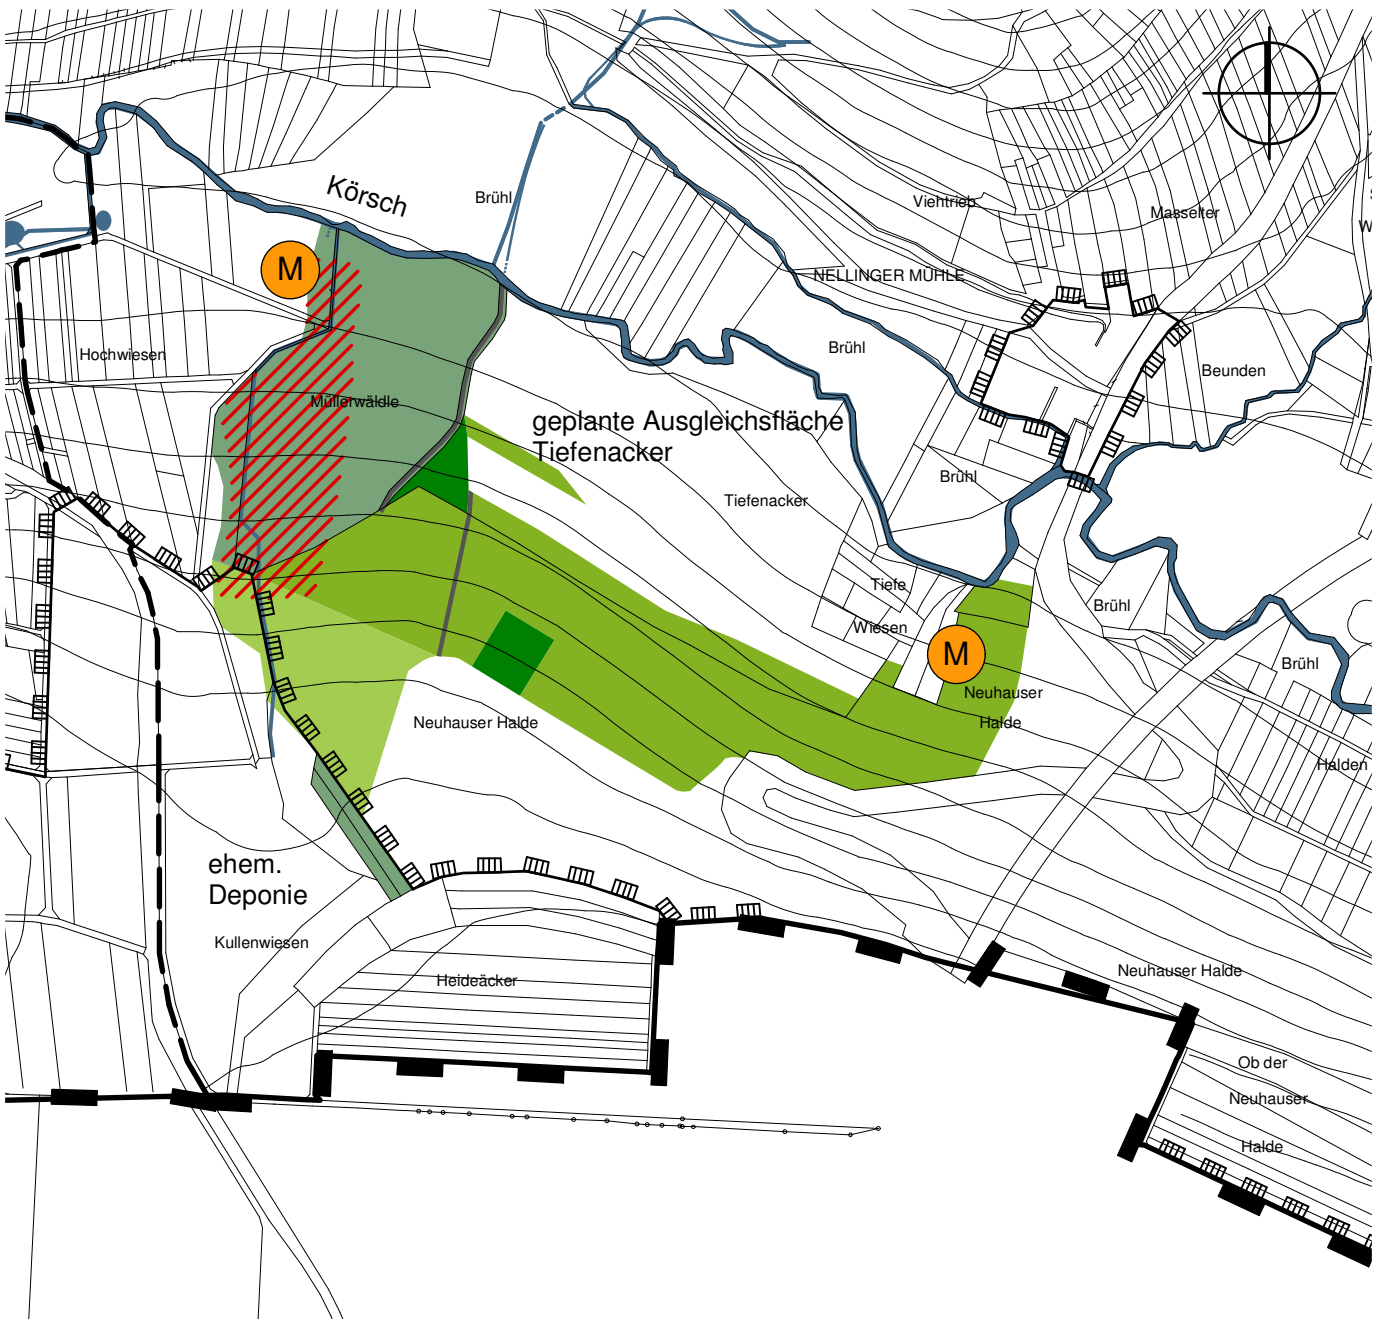 Körsch
Brühl
Viehtrieb
Masselter
W
M
NELLINGER MÜHLE
Hochwiesen
Brühl
Beunden
Müllerwäldle
geplante Ausgleichsfläche
Tiefenacker
Brühl
Tiefenacker
Tiefe
Wiesen
Brühl
M
Brühl
Neuhauser
Halde
Neuhauser Halde
Halden
ehem.
Deponie
Kullenwiesen
Heideäcker
Neuhauser Halde
Ob der
Neuhauser
Halde